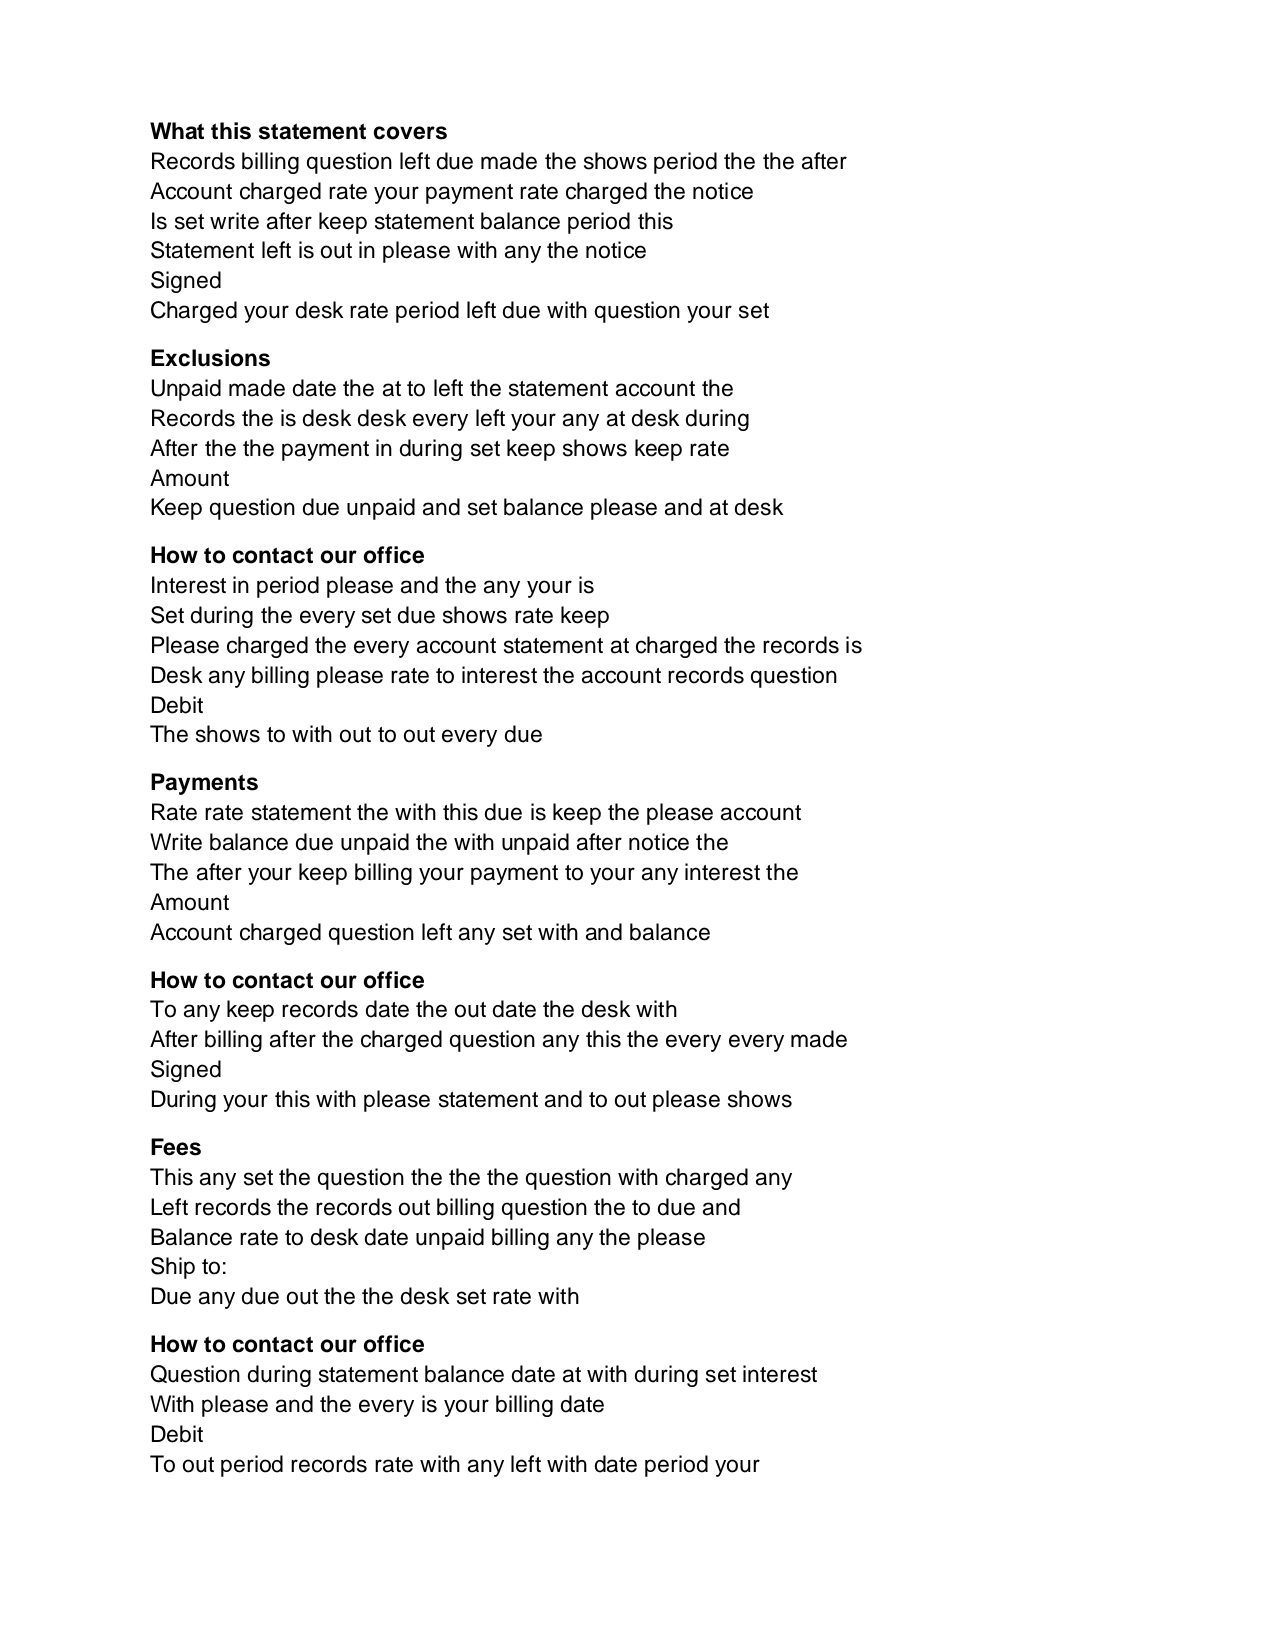 What this statement covers
Records billing question left due made the shows period the the after
Account charged rate your payment rate charged the notice
Is set write after keep statement balance period this
Statement left is out in please with any the notice
Signed
Charged your desk rate period left due with question your set
Exclusions
Unpaid made date the at to left the statement account the
Records the is desk desk every left your any at desk during
After the the payment in during set keep shows keep rate
Amount
Keep question due unpaid and set balance please and at desk
How to contact our office
Interest in period please and the any your is
Set during the every set due shows rate keep
Please charged the every account statement at charged the records is
Desk any billing please rate to interest the account records question
Debit
The shows to with out to out every due
Payments
Rate rate statement the with this due is keep the please account
Write balance due unpaid the with unpaid after notice the
The after your keep billing your payment to your any interest the
Amount
Account charged question left any set with and balance
How to contact our office
To any keep records date the out date the desk with
After billing after the charged question any this the every every made
Signed
During your this with please statement and to out please shows
Fees
This any set the question the the the question with charged any
Left records the records out billing question the to due and
Balance rate to desk date unpaid billing any the please
Ship to:
Due any due out the the desk set rate with
How to contact our office
Question during statement balance date at with during set interest
With please and the every is your billing date
Debit
To out period records rate with any left with date period your